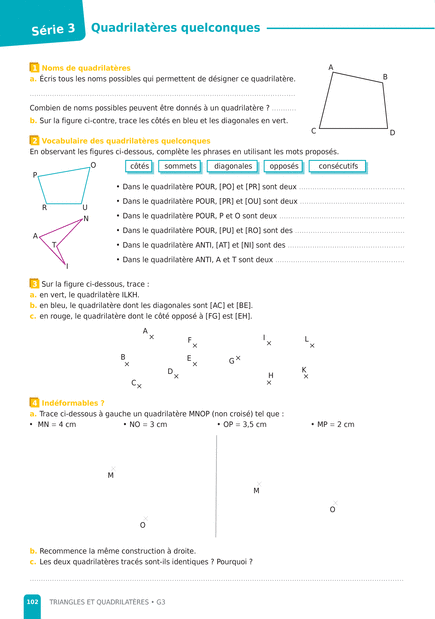 Série 3
Quadrilatères quelconques
1 Noms de quadrilatères
a. Écris tous les noms possibles qui permettent de désigner ce quadrilatère.
Combien de noms possibles peuvent être donnés à un quadrilatère ? ...........
b. Sur la figure ci-contre, trace les côtés en bleu et les diagonales en vert.
A
B
C
D
2 Vocabulaire des quadrilatères quelconques
En observant les figures ci-dessous, complète les phrases en utilisant les mots proposés.
côtés sommets diagonales opposés consécutifs
P
O
R
U
N
A
T
I
• Dans le quadrilatère POUR, [PO] et [PR] sont deux
• Dans le quadrilatère POUR, [PR] et [OU] sont deux
• Dans le quadrilatère POUR, P et O sont deux
• Dans le quadrilatère POUR, [PU] et [RO] sont des
• Dans le quadrilatère ANTI, [AT] et [NI] sont des
• Dans le quadrilatère ANTI, A et T sont deux
3 Sur la figure ci-dessous, trace :
a. en vert, le quadrilatère ILKH.
b. en bleu, le quadrilatère dont les diagonales sont [AC] et [BE].
c. en rouge, le quadrilatère dont le côté opposé à [FG] est [EH].
A
F
I
L
B
E
G
D
H
K
C
4 Indéformables ?
a. Trace ci-dessous à gauche un quadrilatère MNOP (non croisé) tel que :
• MN = 4 cm • NO = 3 cm • OP = 3,5 cm • MP = 2 cm
M
M
O
O
b. Recommence la même construction à droite.
c. Les deux quadrilatères tracés sont-ils identiques ? Pourquoi ?
102 TRIANGLES ET QUADRILATÈRES • G3